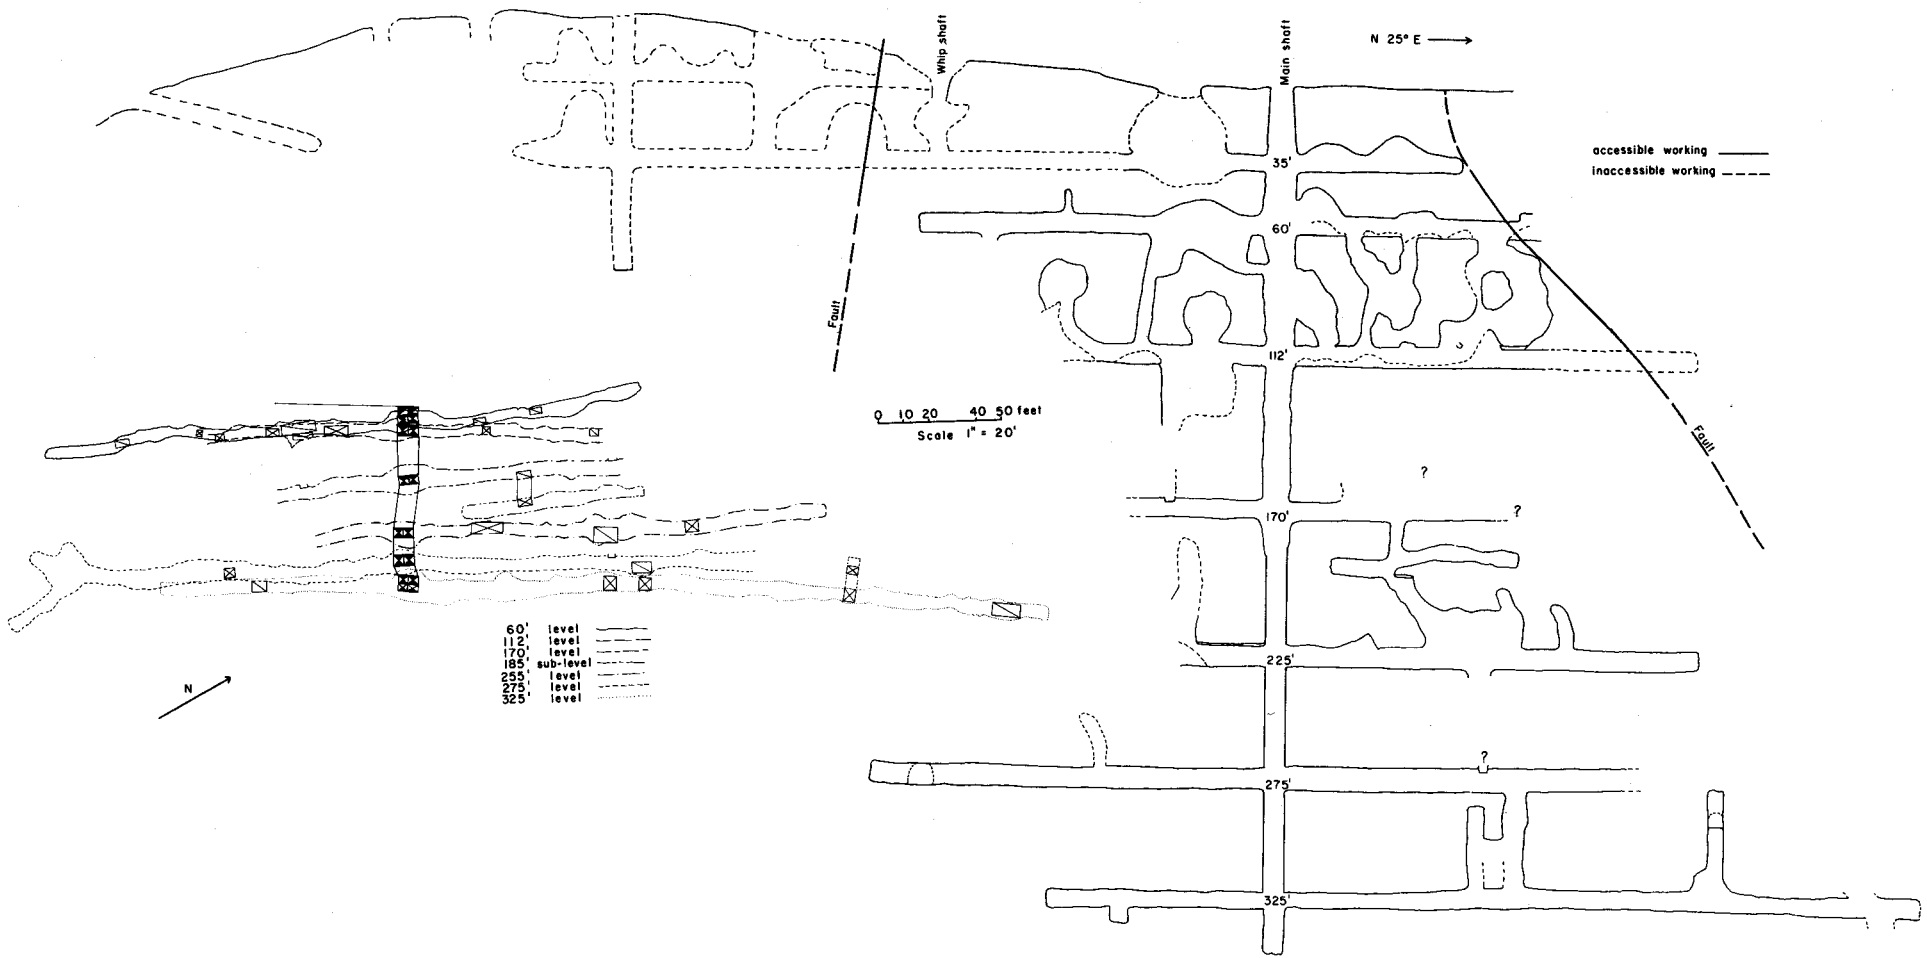 Whip shaft
Main shaft
N 25° E
accessible working
inaccessible working
35'
60'
112'
Fault
Fault
0 10 20 40 50 feet
Scale 1" = 20'
?
170'
?
60' level
112' level
170' level
185' sub-level
255' level
275' level
325' level
N
225'
?
275'
325'